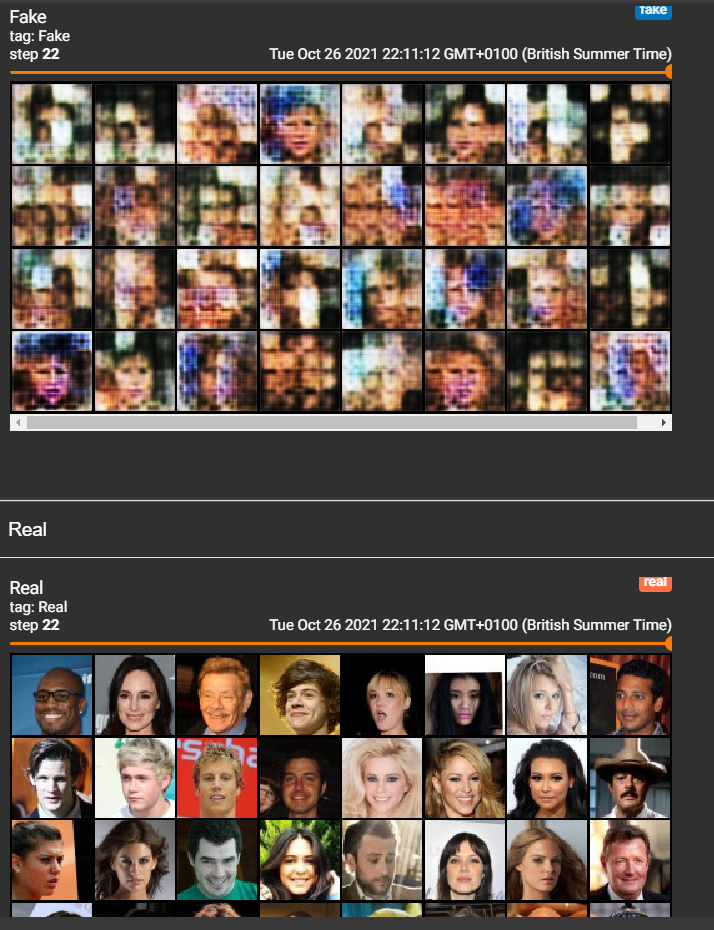 Fake
fake
tag: Fake
step 22
Tue Oct 26 2021 22:11:12 GMT+0100 (British Summer Time)
Real
Real
real
tag: Real
step 22
Tue Oct 26 2021 22:11:12 GMT+0100 (British Summer Time)
com